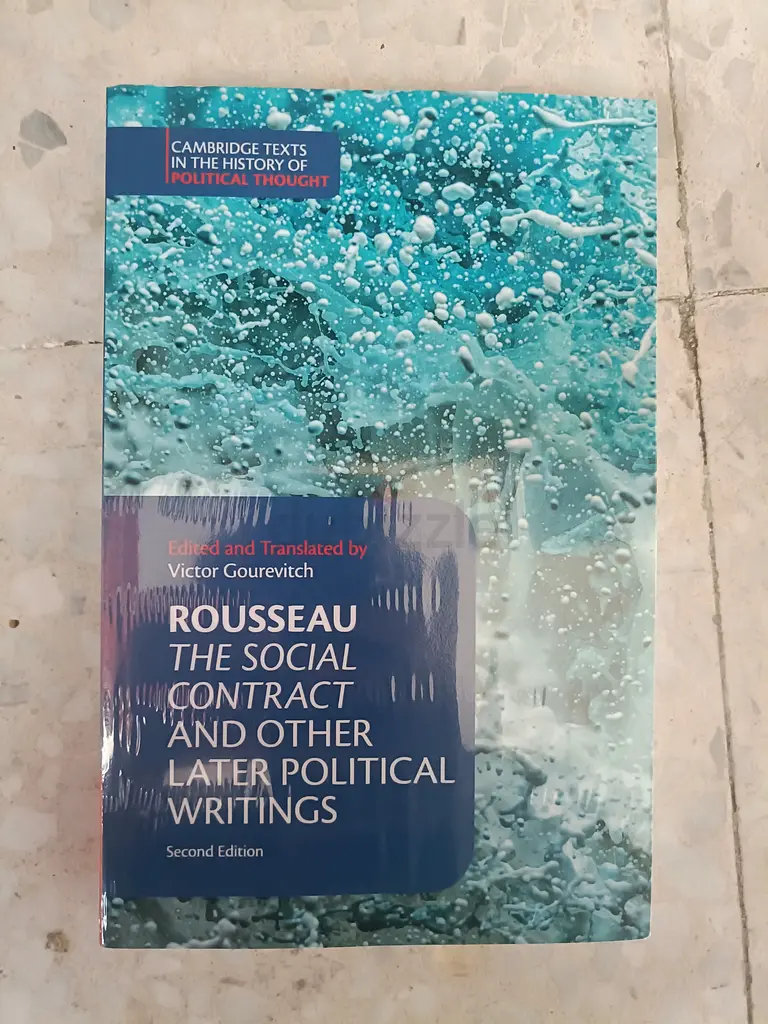 CAMBRIDGE TEXTS
IN THE HISTORY OF
POLITICAL THOUGHT
Edited and Translated by
Victor Gourevitch
ROUSSEAU
THE SOCIAL
CONTRACT
AND OTHER
LATER POLITICAL
WRITINGS
Second Edition